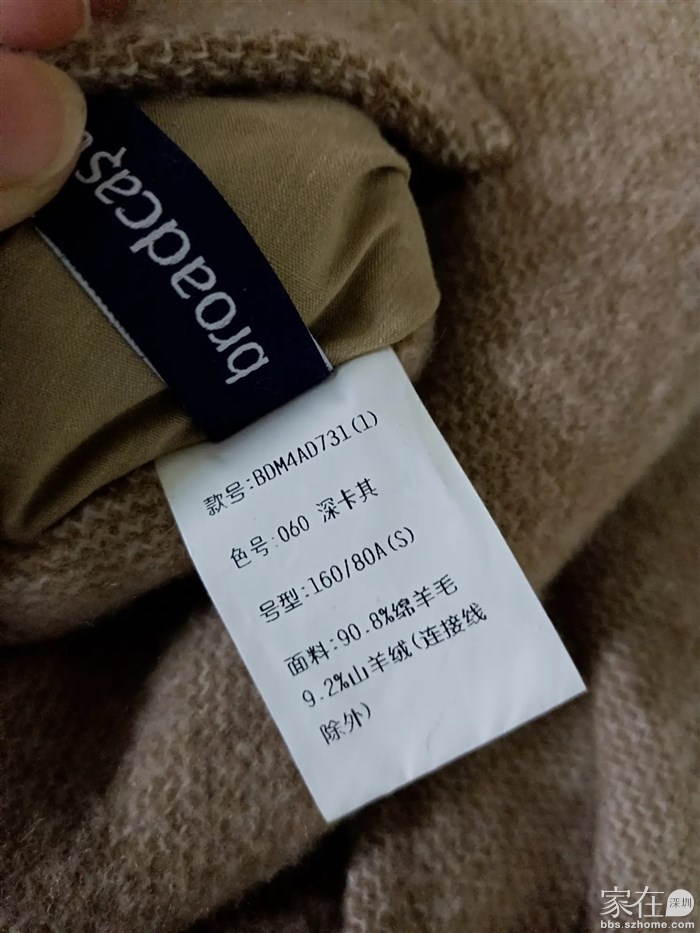 broadcas
款号:BDM4AD731(1)
色号:060 深卡其
号型:160/80A(S)
面料:90.8%绵羊毛
9.2%山羊绒(连接线
除外)
家在深圳
bbs.szhome.com